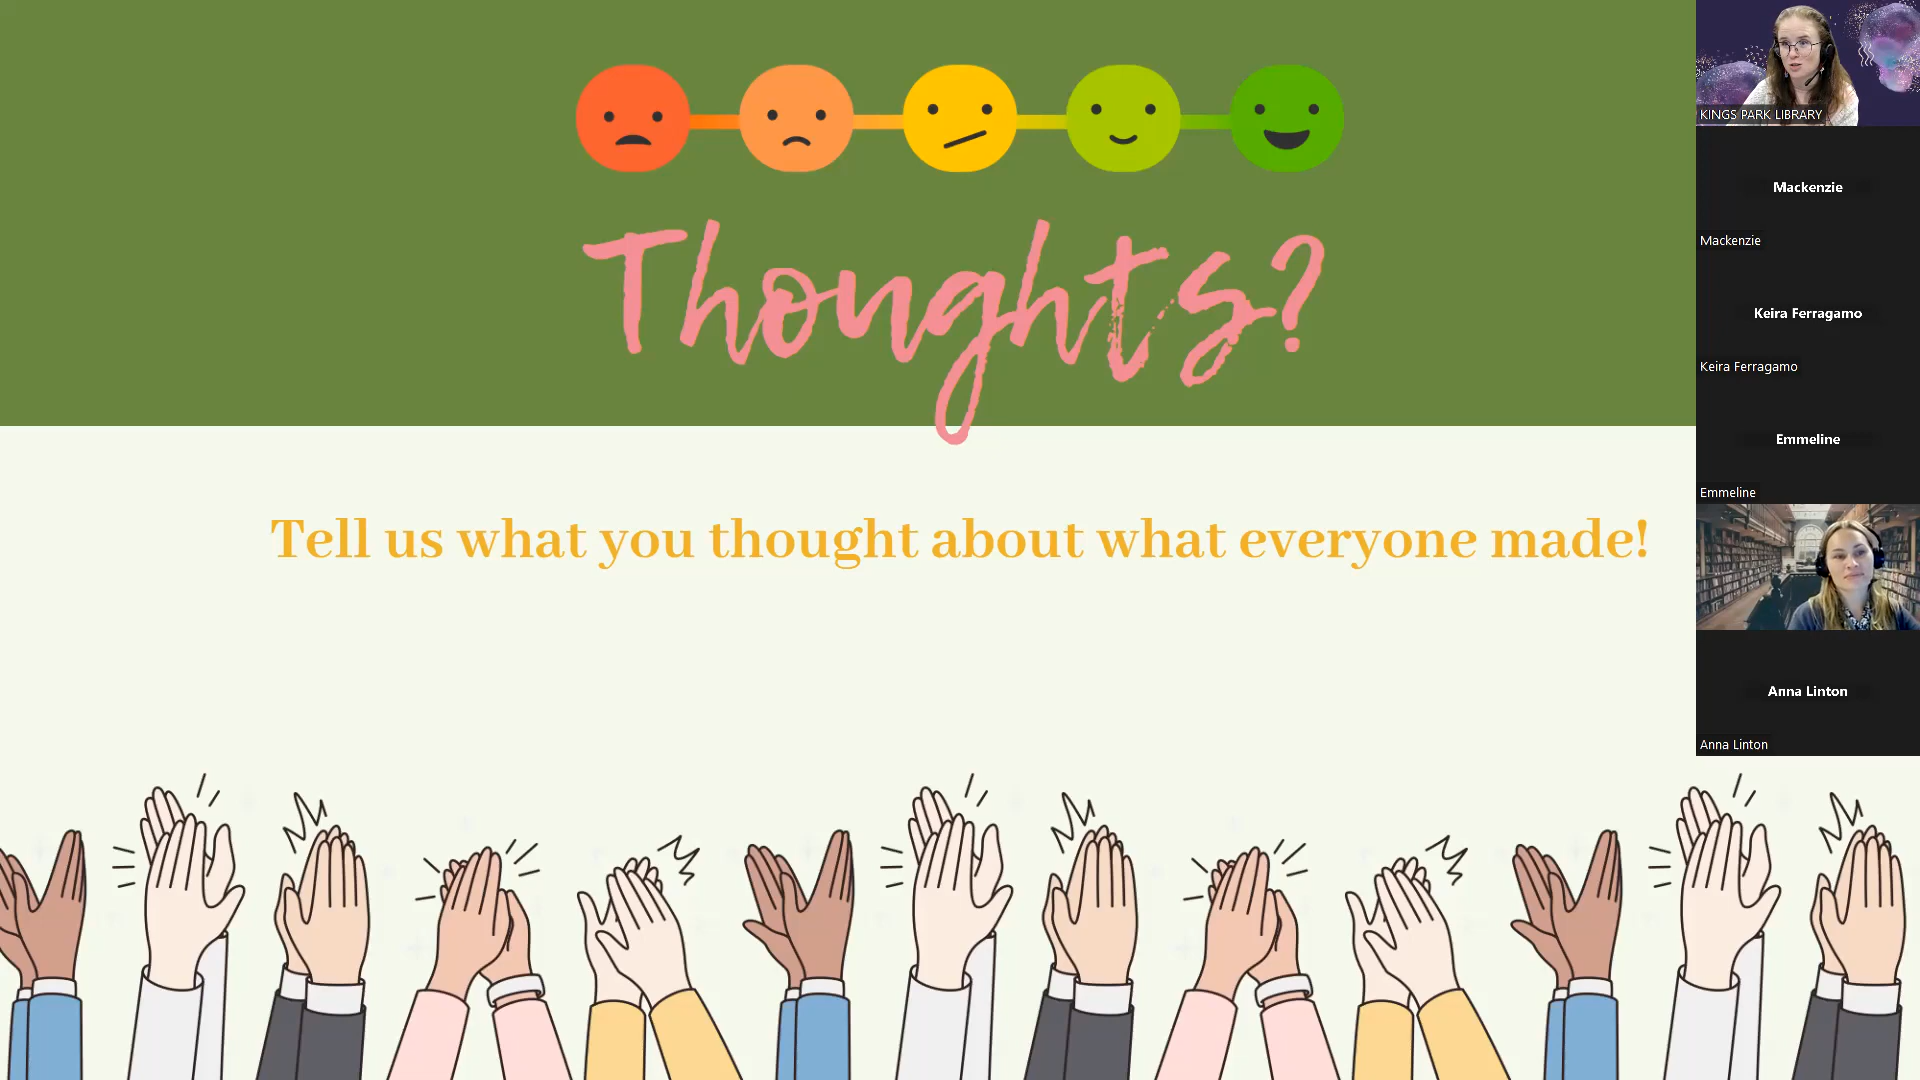 Thoughts?
Tell us what you thought about what everyone made!
KINGS PARK LIBRARY
Mackenzie
Mackenzie
Keira Ferragamo
Keira Ferragamo
Emmeline
Emmeline
Anna Linton
Anna Linton